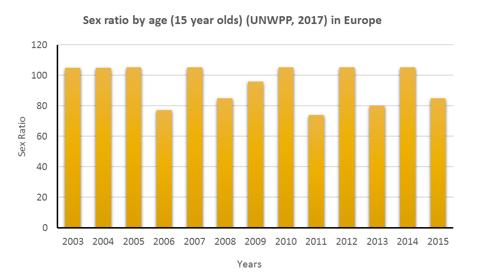 Sex ratio by age (15 year olds) (UNWPP, 2017) in Europe
120
100
80
60
40
20
0
Sex Ratio
2003 2004 2005 2006 2007 2008 2009 2010 2011 2012 2013 2014 2015
Years